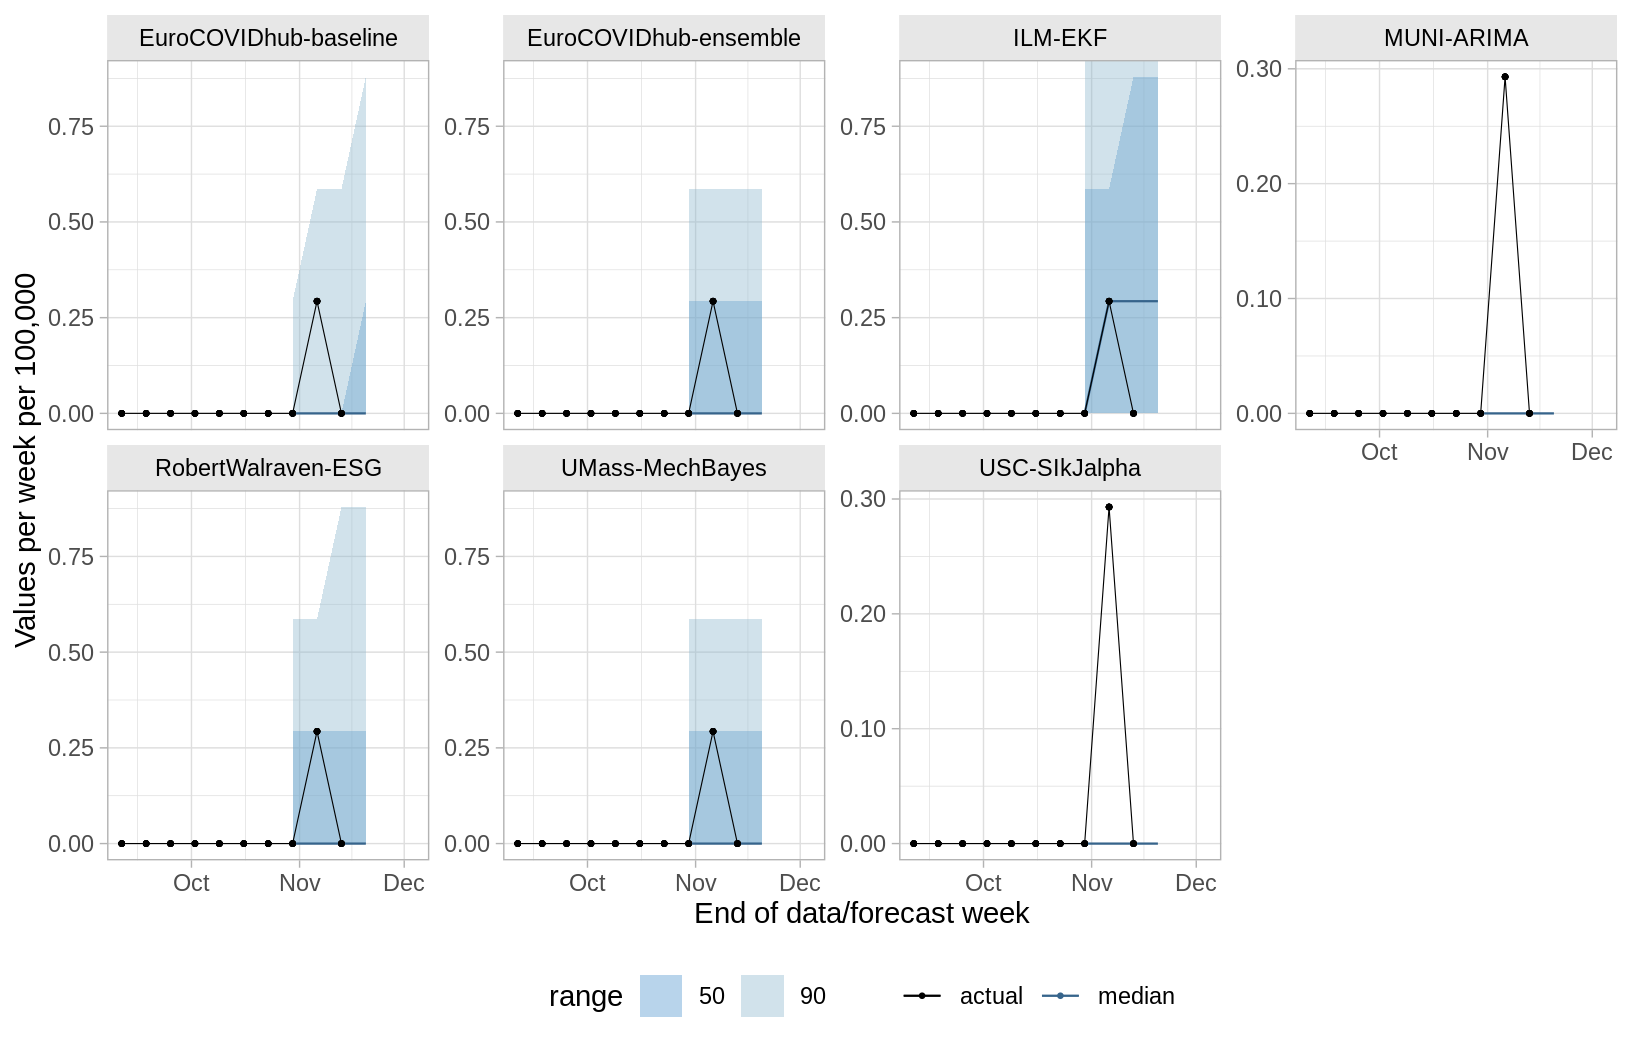 EuroCOVIDhub-baseline
EuroCOVIDhub-ensemble
ILM-EKF
MUNI-ARIMA
0.75
0.50
0.25
0.00
0.75
0.50
0.25
0.00
0.75
0.50
0.25
0.00
0.30
0.20
0.10
0.00
Oct Nov Dec
Values per week per 100,000
RobertWalraven-ESG
UMass-MechBayes
USC-SIkJalpha
0.75
0.50
0.25
0.00
0.75
0.50
0.25
0.00
0.30
0.20
0.10
0.00
Oct Nov Dec
Oct Nov Dec
Oct Nov Dec
End of data/forecast week
range 50 90 actual median